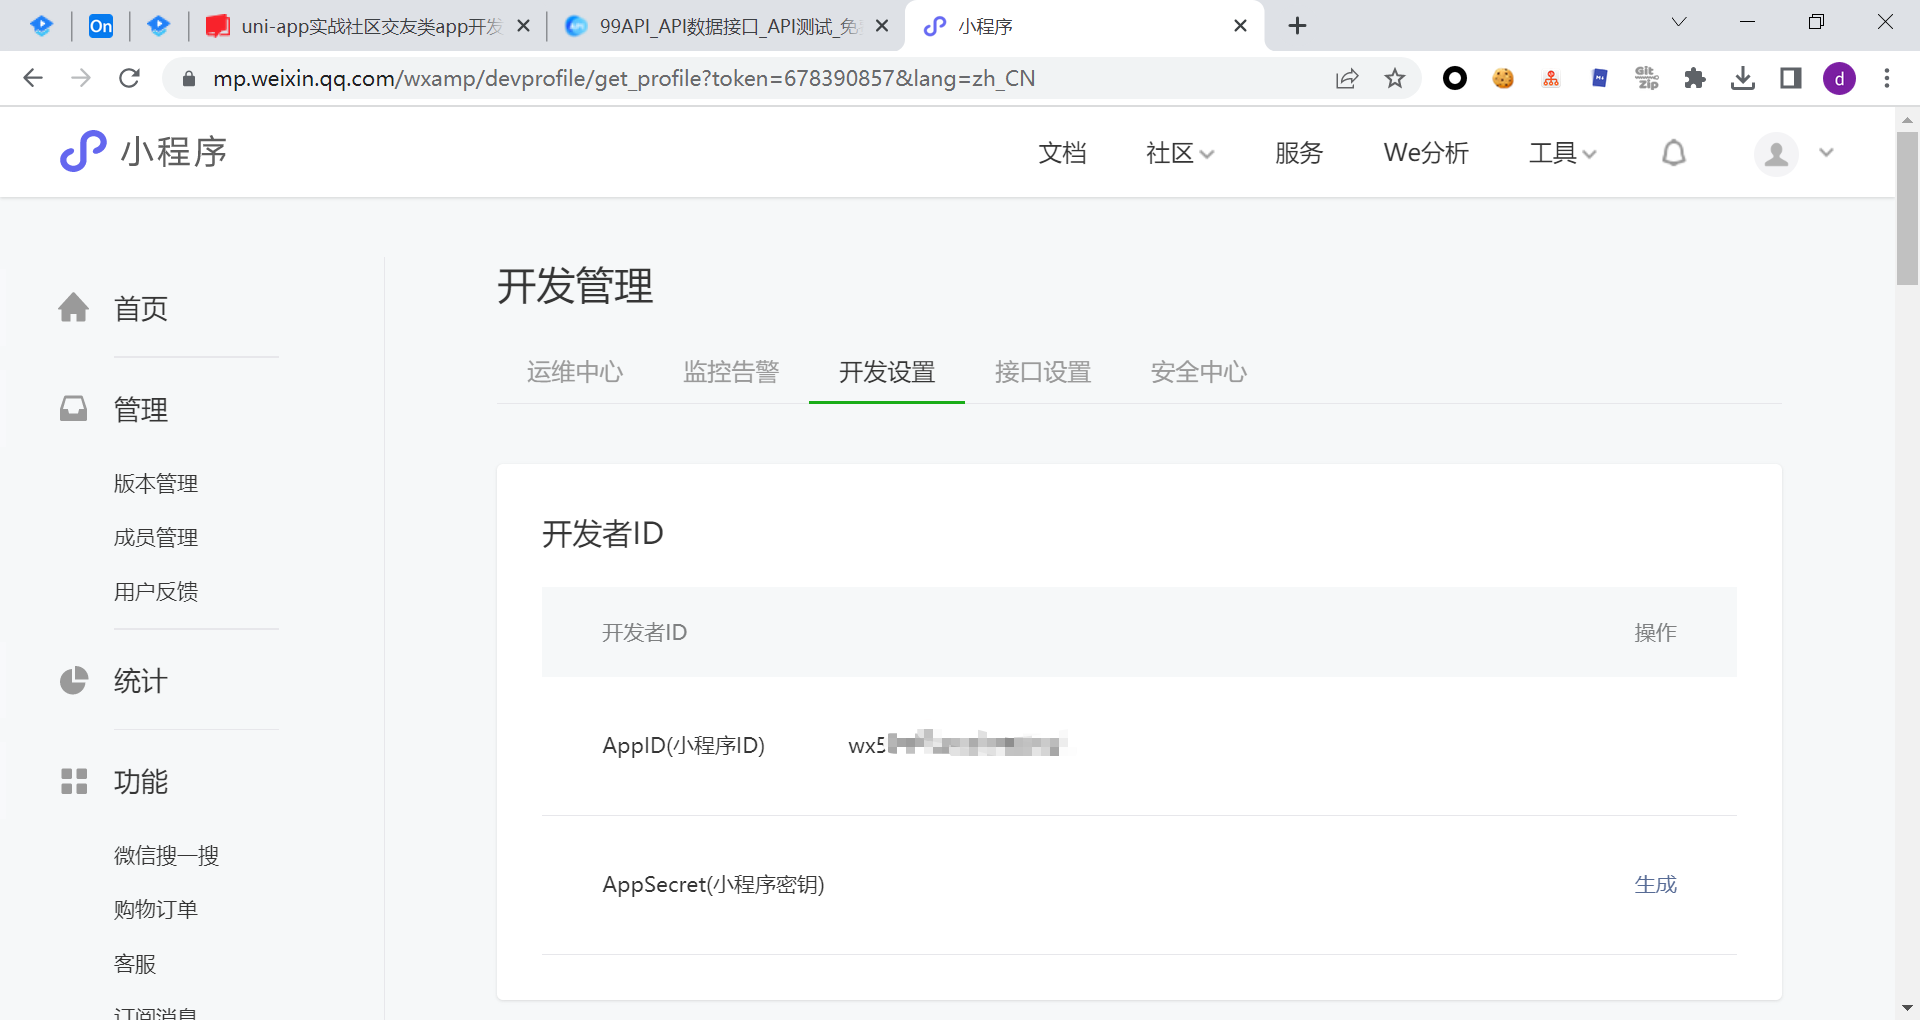 On
uni-app实战社区交友类app开发
99API_API数据接口_API测试_免
小程序
mp.weixin.qq.com/wxamp/devprofile/get_profile?token=678390857&lang=zh_CN
Git
zip
d
小程序
文档
社区
服务
We分析
工具
首页
管理
版本管理
成员管理
用户反馈
统计
功能
微信搜一搜
购物订单
客服
订阅消息
开发管理
运维中心
监控告警
开发设置
接口设置
安全中心
开发者ID
开发者ID
操作
AppID(小程序ID)
wx5
AppSecret(小程序密钥)
生成